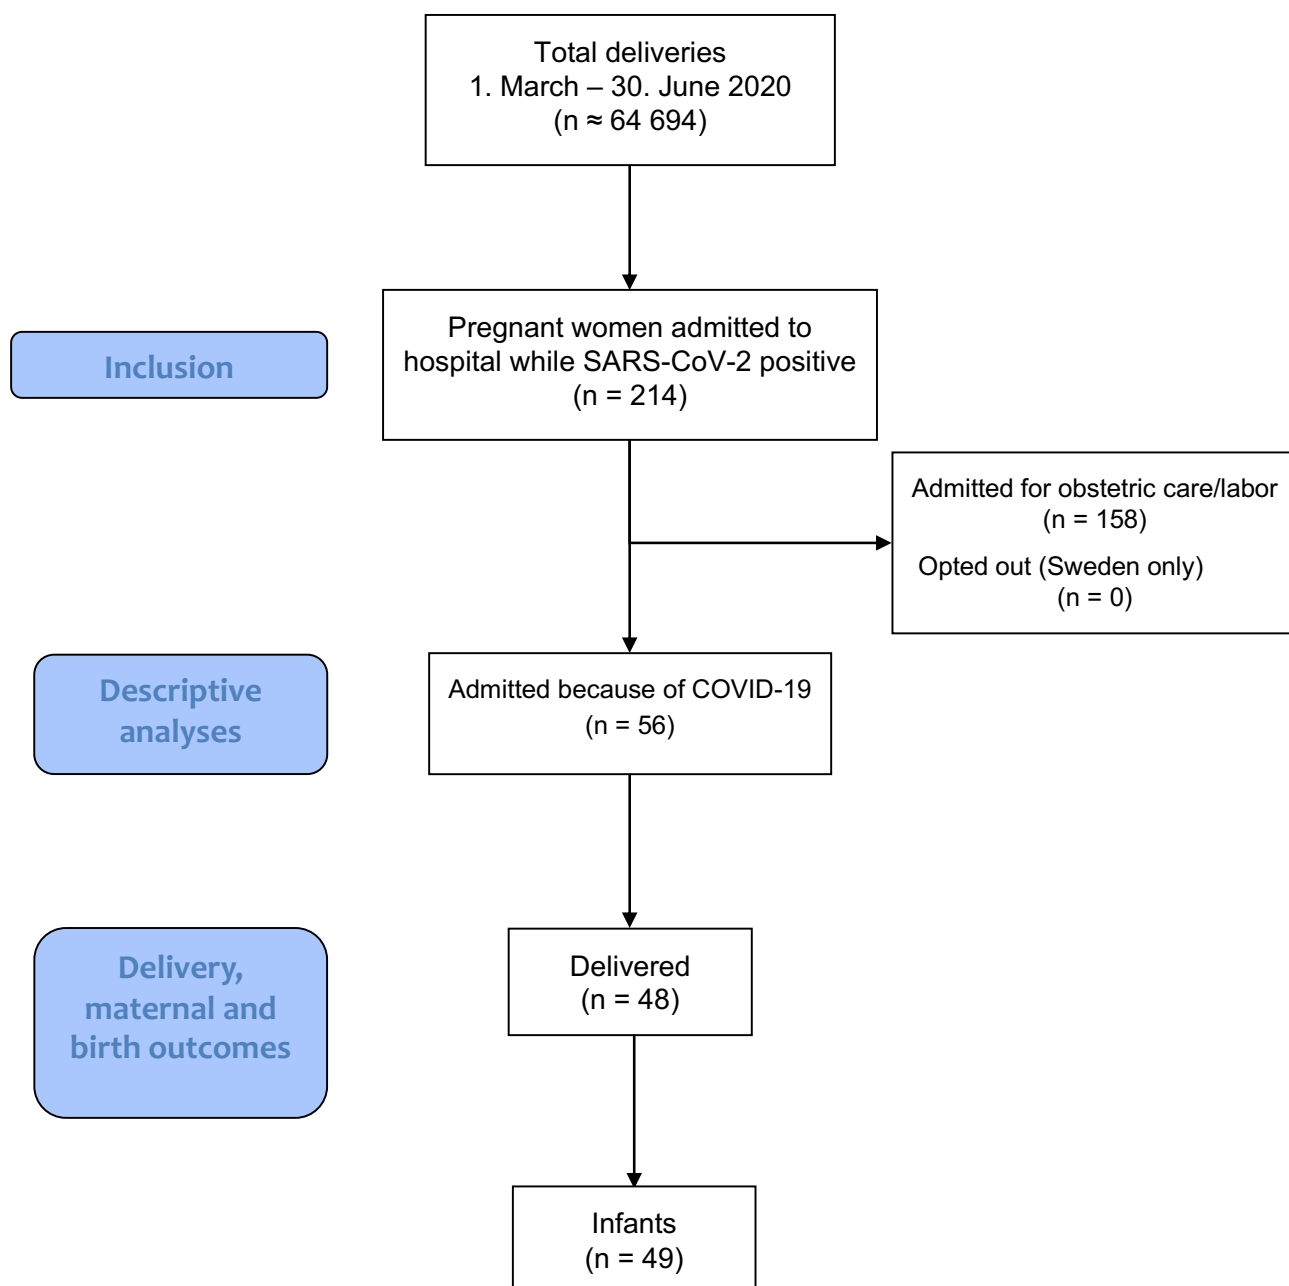 Total deliveries
1. March – 30. June 2020
(n ≈ 64 694)
Inclusion
Pregnant women admitted to
hospital while SARS-CoV-2 positive
(n = 214)
Admitted for obstetric care/labor
(n = 158)
Opted out (Sweden only)
(n = 0)
Descriptive
analyses
Admitted because of COVID-19
(n = 56)
Delivery,
maternal and
birth outcomes
Delivered
(n = 48)
Infants
(n = 49)